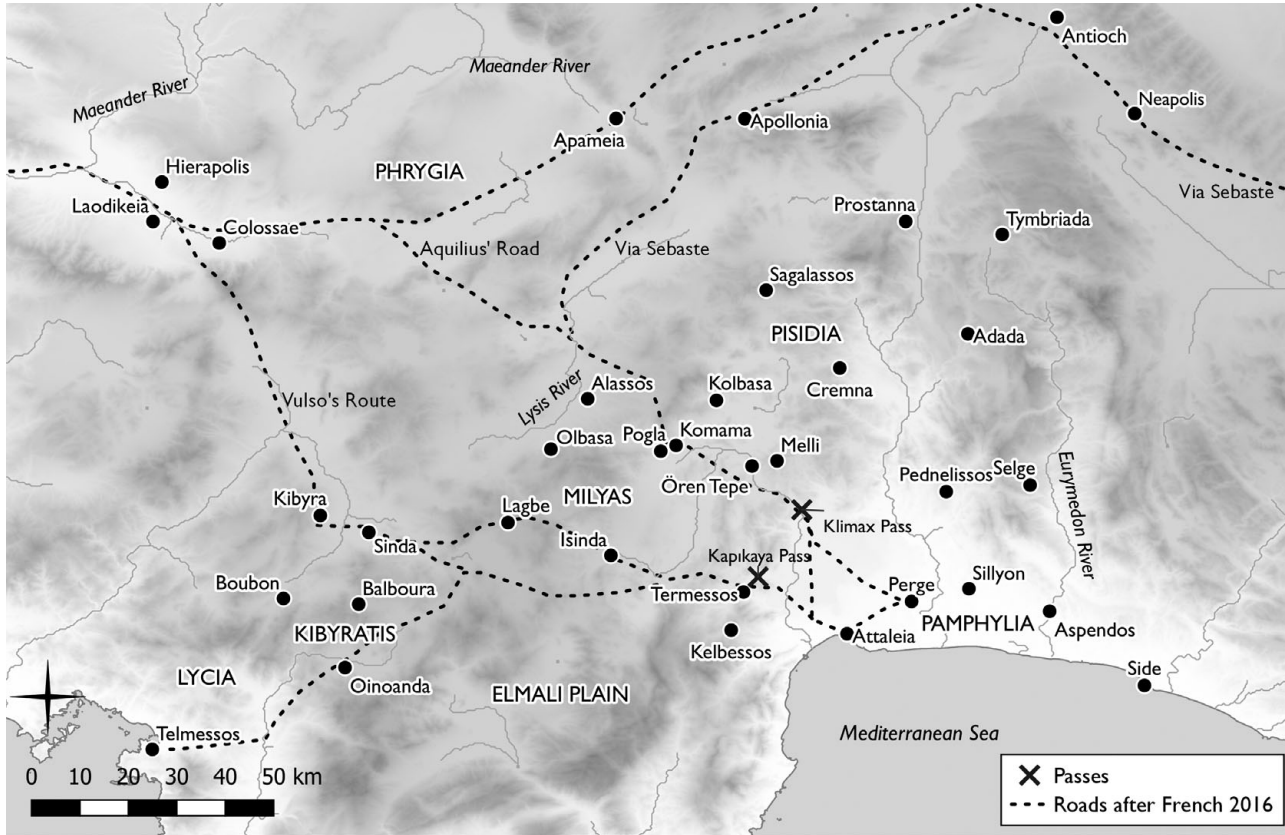 Antioch
Maeander River
Maeander River
Neapolis
Apameia
Apollonia
Hierapolis
PHRYGIA
Via Sebaste
Laodikeia
Prostanna
Tymbriada
Colossae
Aquilius' Road
Via Sebaste
Sagalassos
PISIDIA
Adada
Cremna
Alassos
Kolbasa
Vulso's Route
Lysis River
Olbasa
Pogla
Komama
Melli
Ören Tepe
Pednelissos
Selge
Eurymedon River
Kibyra
Lagbe
MILYAS
Klimax Pass
Sinda
Isinda
Kapıkaya Pass
Boubon
Balboura
Termessos
Perge
Sillyon
KIBYRATIS
PAMPHYLIA
Aspendos
Kelbessos
Attaleia
LYCIA
Oinoanda
ELMALI PLAIN
Side
Telmessos
Mediterranean Sea
0 10 20 30 40 50 km
Passes
Roads after French 2016